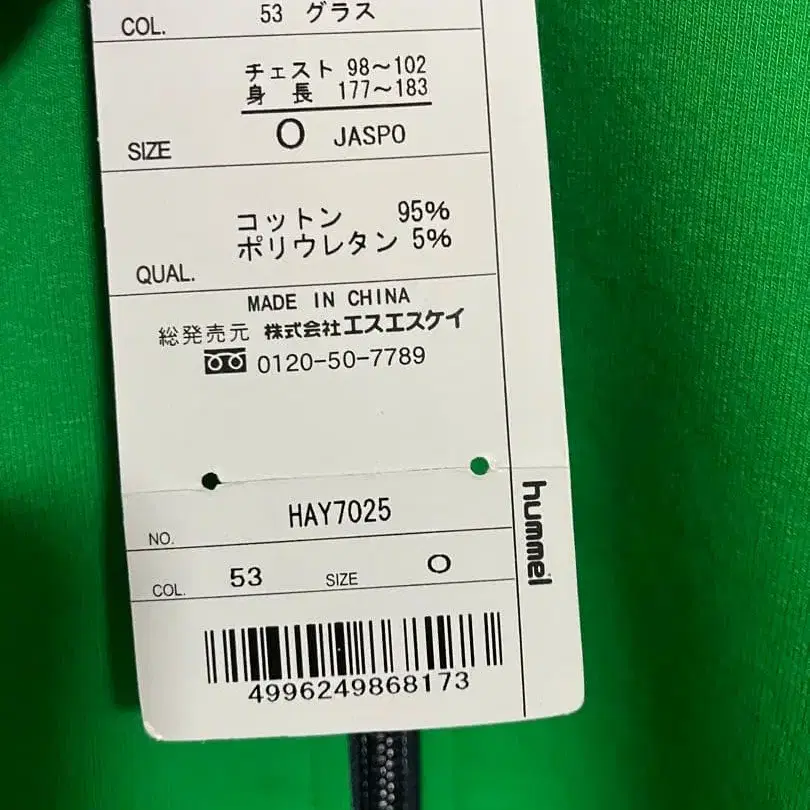 COL. 53 グラス
チェスト 98〜102
身 長 177〜183
SIZE O JASPO
コットン 95%
ポリウレタン 5%
QUAL.
MADE IN CHINA
総発売元 株式会社エスエスケイ
0120-50-7789
hummel
NO. HAY7025
COL. 53 SIZE O
4996249868173